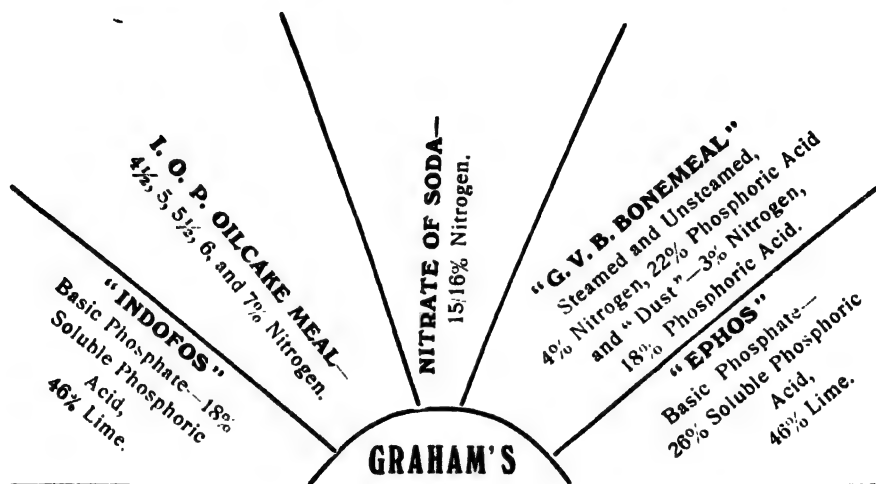 "INDOFOS"
Basic Phosphate—18%
Soluble Phosphoric
Acid,
46% Lime.
I. O. P. OILCAKE MEAL—
4½, 5, 5½, 6, and 7% Nitrogen.
NITRATE OF SODA—
15/16% Nitrogen.
"G. V. B. BONEMEAL"
Steamed and Unsteamed,
4% Nitrogen, 22% Phosphoric Acid
and "Dust"—3% Nitrogen,
18% Phosphoric Acid.
"EPHOS"
Basic Phosphate—
26% Soluble Phosphoric
Acid,
46% Lime.
GRAHAM'S